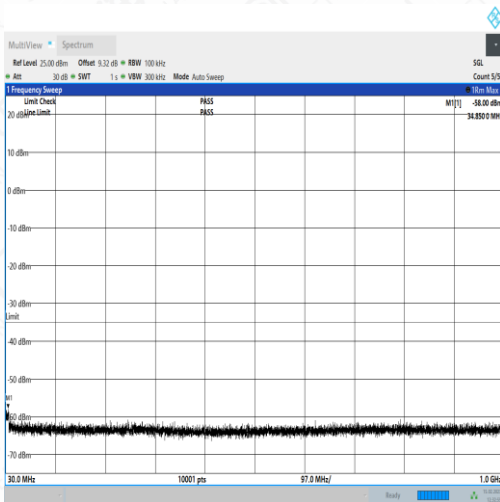 MultiView Spectrum
Ref Level 25.00 dBm Offset 9.32 dB RBW 100 kHz SGL
Att 30 dB SWT 1 s VBW 300 kHz Mode Auto Sweep Count 5/5
1 Frequency Sweep 1Rm Max
Limit Check PASS M1[1] -58.00 dBm
20 dBm Line Limit PASS 34.8500 MH
10 dBm
0 dBm
-10 dBm
-20 dBm
-30 dBm
Limit
-40 dBm
-50 dBm
M1
-60 dBm
-70 dBm
30.0 MHz 10001 pts 97.0 MHz/ 1.0 GHz
Ready